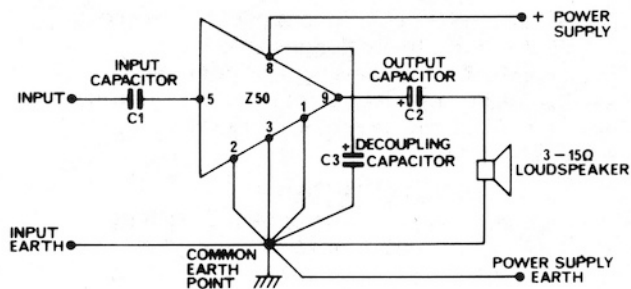 + POWER
SUPPLY
INPUT
CAPACITOR
OUTPUT
CAPACITOR
8
INPUT
C1
5
Z50
1
9
+
C2
3
2
+
C3
DECOUPLING
CAPACITOR
3-15Ω
LOUDSPEAKER
INPUT
EARTH
COMMON
EARTH
POINT
POWER SUPPLY
EARTH